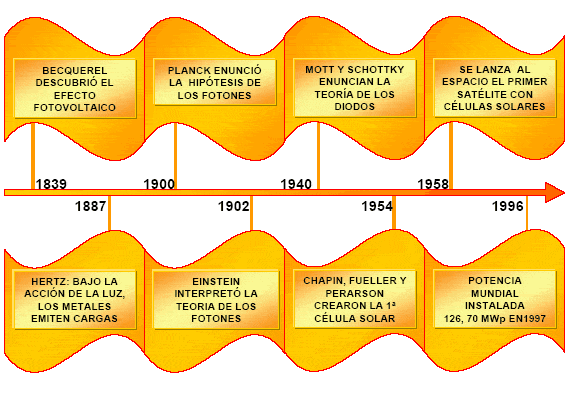 BECQUEREL
DESCUBRIÓ EL
EFECTO
FOTOVOLTAICO
PLANCK ENUNCIÓ
LA HIPÓTESIS DE
LOS FOTONES
MOTT Y SCHOTTKY
ENUNCIAN LA
TEORÍA DE LOS
DIODOS
SE LANZA AL
ESPACIO EL PRIMER
SATÉLITE CON
CÉLULAS SOLARES
1839
1900
1940
1958
1887
1902
1954
1996
HERTZ: BAJO LA
ACCIÓN DE LA LUZ,
LOS METALES
EMITEN CARGAS
EINSTEIN
INTERPRETÓ LA
TEORIA DE LOS
FOTONES
CHAPIN, FUELLER Y
PERARSON
CREARON LA 1ª
CÉLULA SOLAR
POTENCIA
MUNDIAL
INSTALADA
126, 70 MWp EN1997